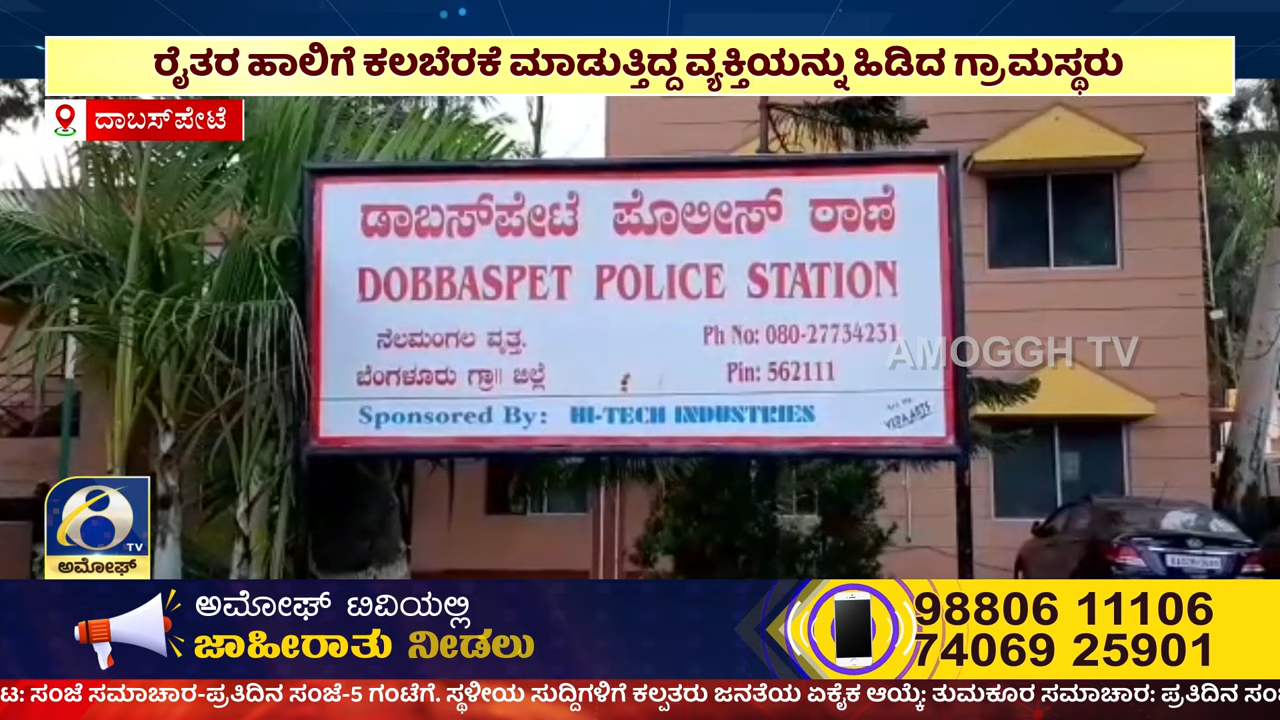 ರೈತರ ಹಾಲಿಗೆ ಕಲಬೆರಕೆ ಮಾಡುತ್ತಿದ್ದ ವ್ಯಕ್ತಿಯನ್ನು ಹಿಡಿದ ಗ್ರಾಮಸ್ಥರು
ದಾಬಸ್‌ಪೇಟೆ
ಡಾಬಸ್‌ಪೇಟೆ ಪೊಲೀಸ್ ಠಾಣೆ
DOBBASPET POLICE STATION
ನೆಲಮಂಗಲ ವೃತ್ತ. Ph No: 080-27734231
ಬೆಂಗಳೂರು ಗ್ರಾ|| ಜಿಲ್ಲೆ Pin: 562111
Sponsored By: HI-TECH INDUSTRIES
AMOGGH TV
TV
ಅಮೋಘ್
ಅಮೋಘ್ ಟಿವಿಯಲ್ಲಿ
ಜಾಹೀರಾತು ನೀಡಲು
98806 11106
74069 25901
ಟ: ಸಂಜೆ ಸಮಾಚಾರ-ಪ್ರತಿದಿನ ಸಂಜೆ-5 ಗಂಟೆಗೆ. ಸ್ಥಳೀಯ ಸುದ್ದಿಗಳಿಗೆ ಕಲ್ಪತರು ಜನತೆಯ ಏಕೈಕ ಆಯ್ಕೆ: ತುಮಕೂರ ಸಮಾಚಾರ: ಪ್ರತಿದಿನ ಸಂ